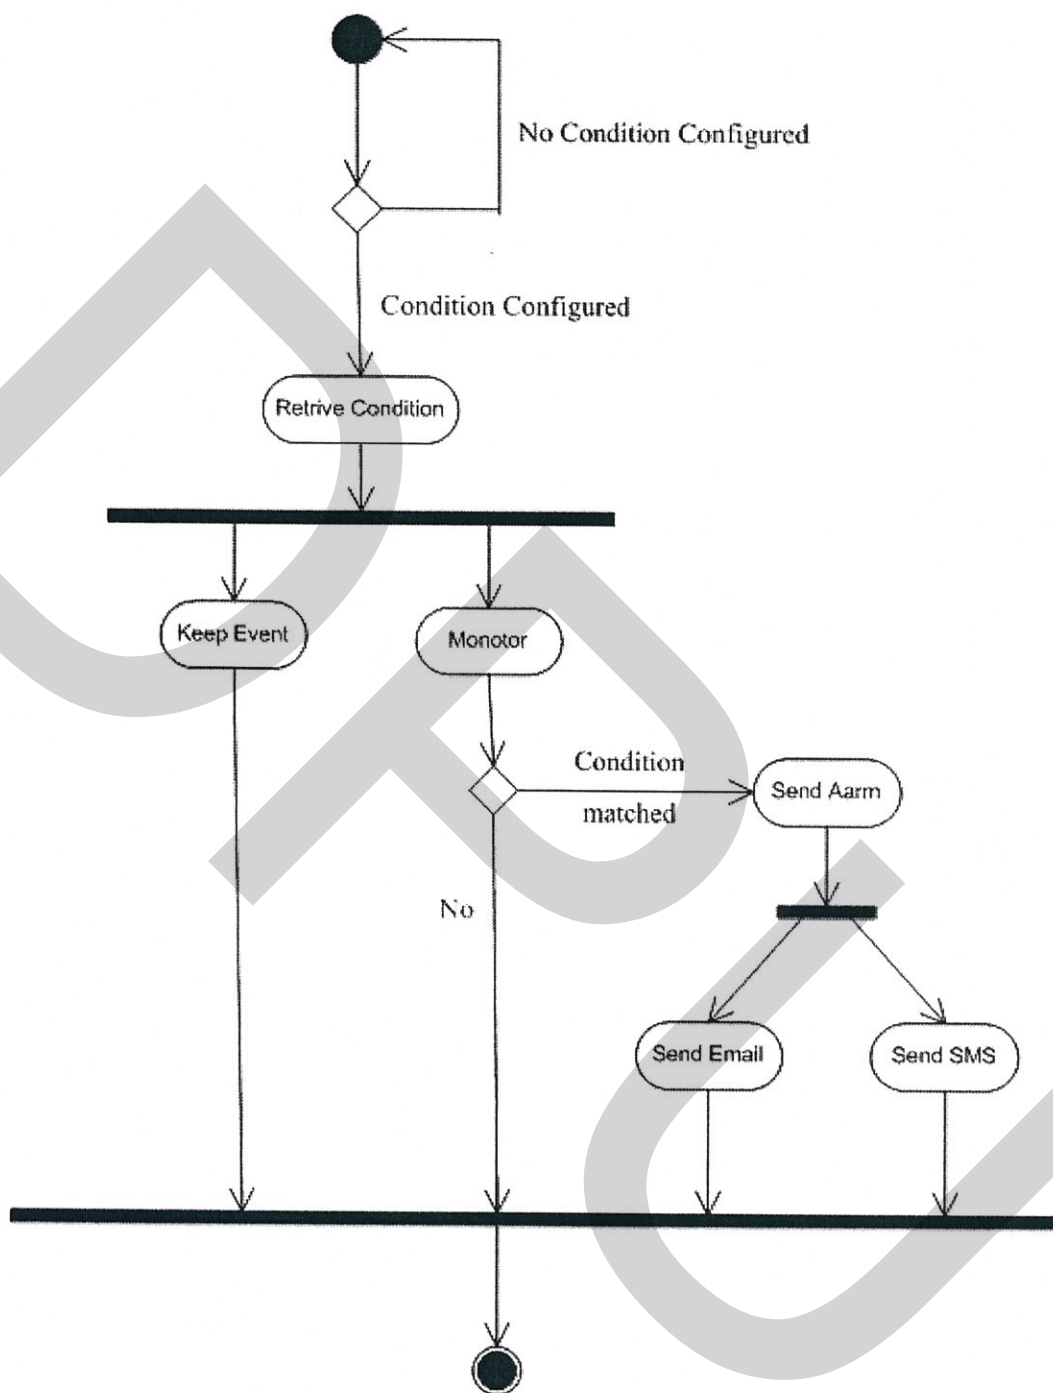 No Condition Configured
Condition Configured
Retrive Condition
Keep Event
Monotor
Condition
matched
Send Aarm
No
Send Email
Send SMS